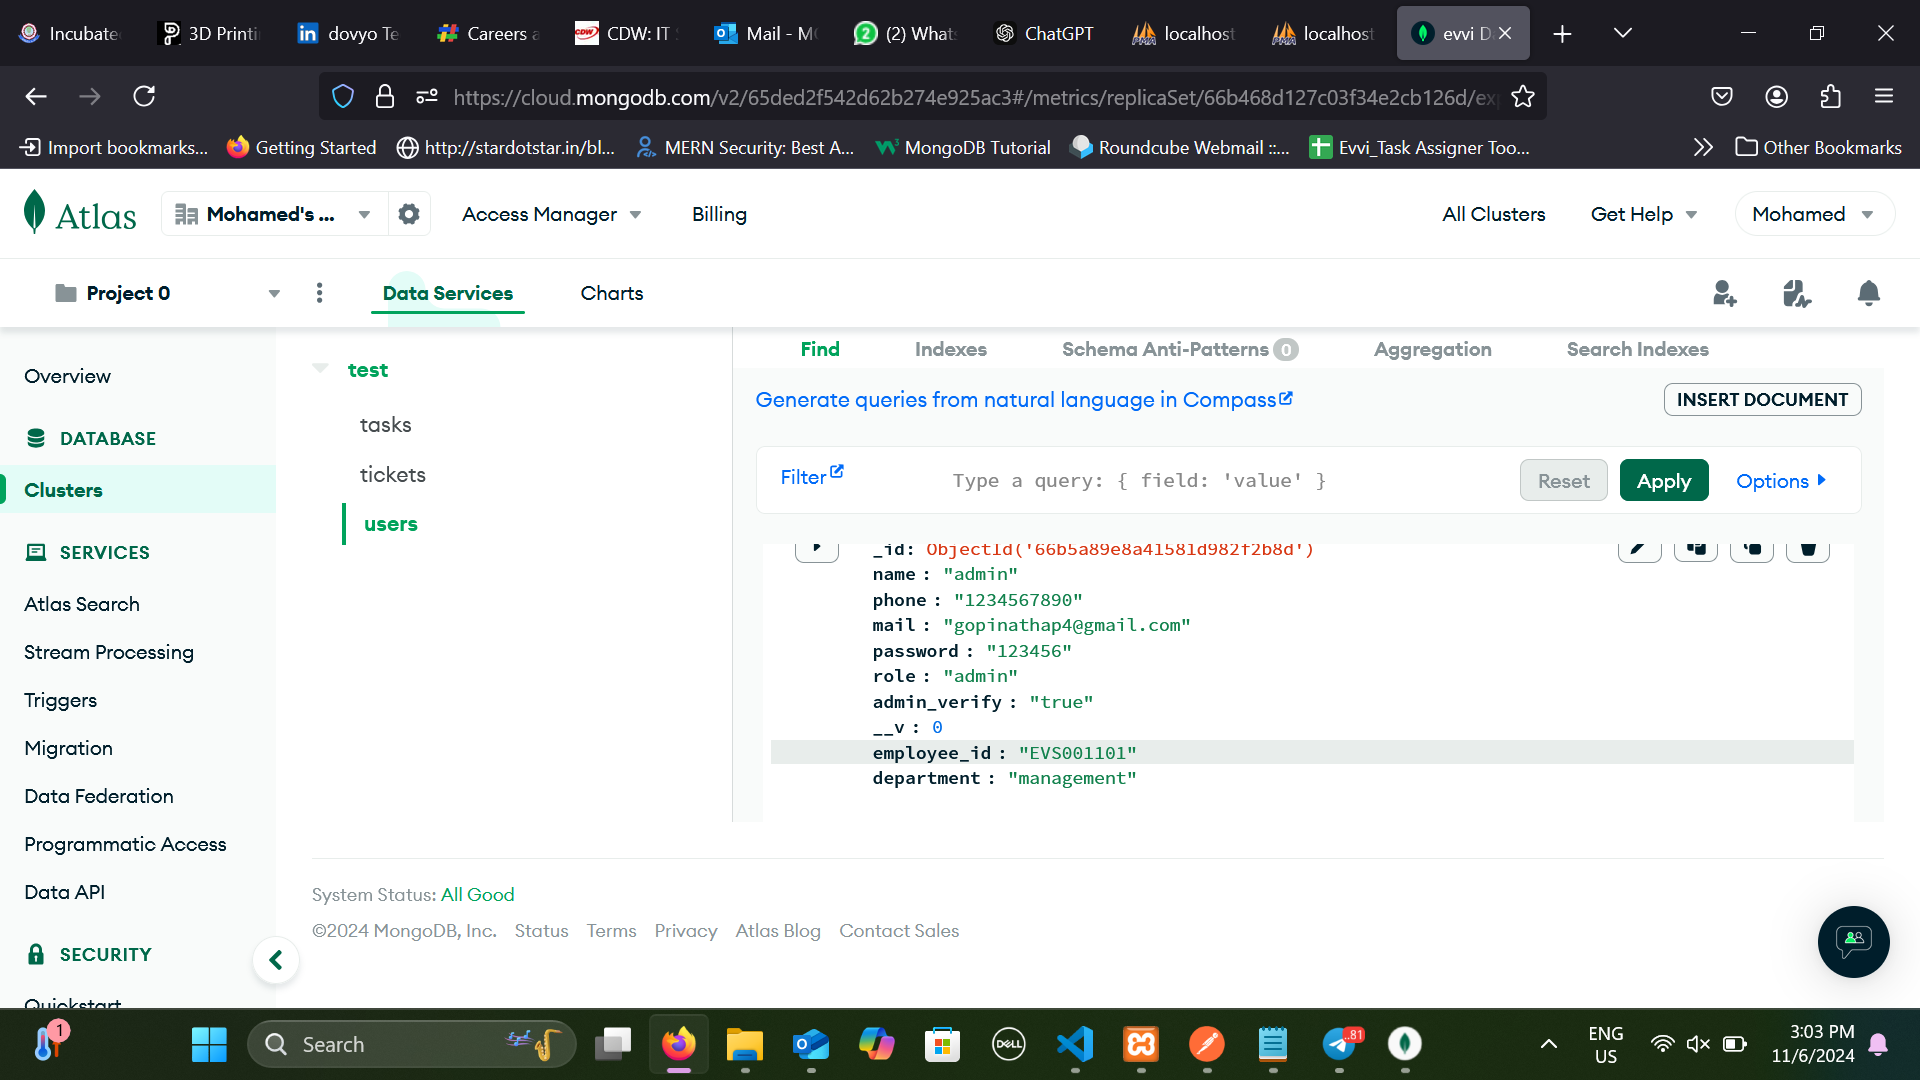 Incubate
3D Printi
dovyo Te
Careers a
CDW: IT S
Mail - MO
(2) Whats
ChatGPT
localhost
localhost
evvi D
https://cloud.mongodb.com/v2/65ded2f542d62b274e925ac3#/metrics/replicaSet/66b468d127c03f34e2cb126d/exp
Import bookmarks...
Getting Started
http://stardotstar.in/bl...
MERN Security: Best A...
MongoDB Tutorial
Roundcube Webmail ::...
Evvi_Task Assigner Too...
Other Bookmarks
Atlas
Mohamed's ...
Access Manager
Billing
All Clusters
Get Help
Mohamed
Project 0
Data Services
Charts
Overview
DATABASE
Clusters
SERVICES
Atlas Search
Stream Processing
Triggers
Migration
Data Federation
Programmatic Access
Data API
SECURITY
Quickstart
test
tasks
tickets
users
Find
Indexes
Schema Anti-Patterns 0
Aggregation
Search Indexes
Generate queries from natural language in Compass
INSERT DOCUMENT
Filter
Type a query: { field: 'value' }
Reset
Apply
Options
_id: ObjectId('66b5a89e8a41581d982f2b8d')
name : "admin"
phone : "1234567890"
mail : "gopinathap4@gmail.com"
password : "123456"
role : "admin"
admin_verify : "true"
__v : 0
employee_id : "EVS001101"
department : "management"
System Status: All Good
©2024 MongoDB, Inc.
Status
Terms
Privacy
Atlas Blog
Contact Sales
1
Search
DELL
.81
ENG
US
3:03 PM
11/6/2024